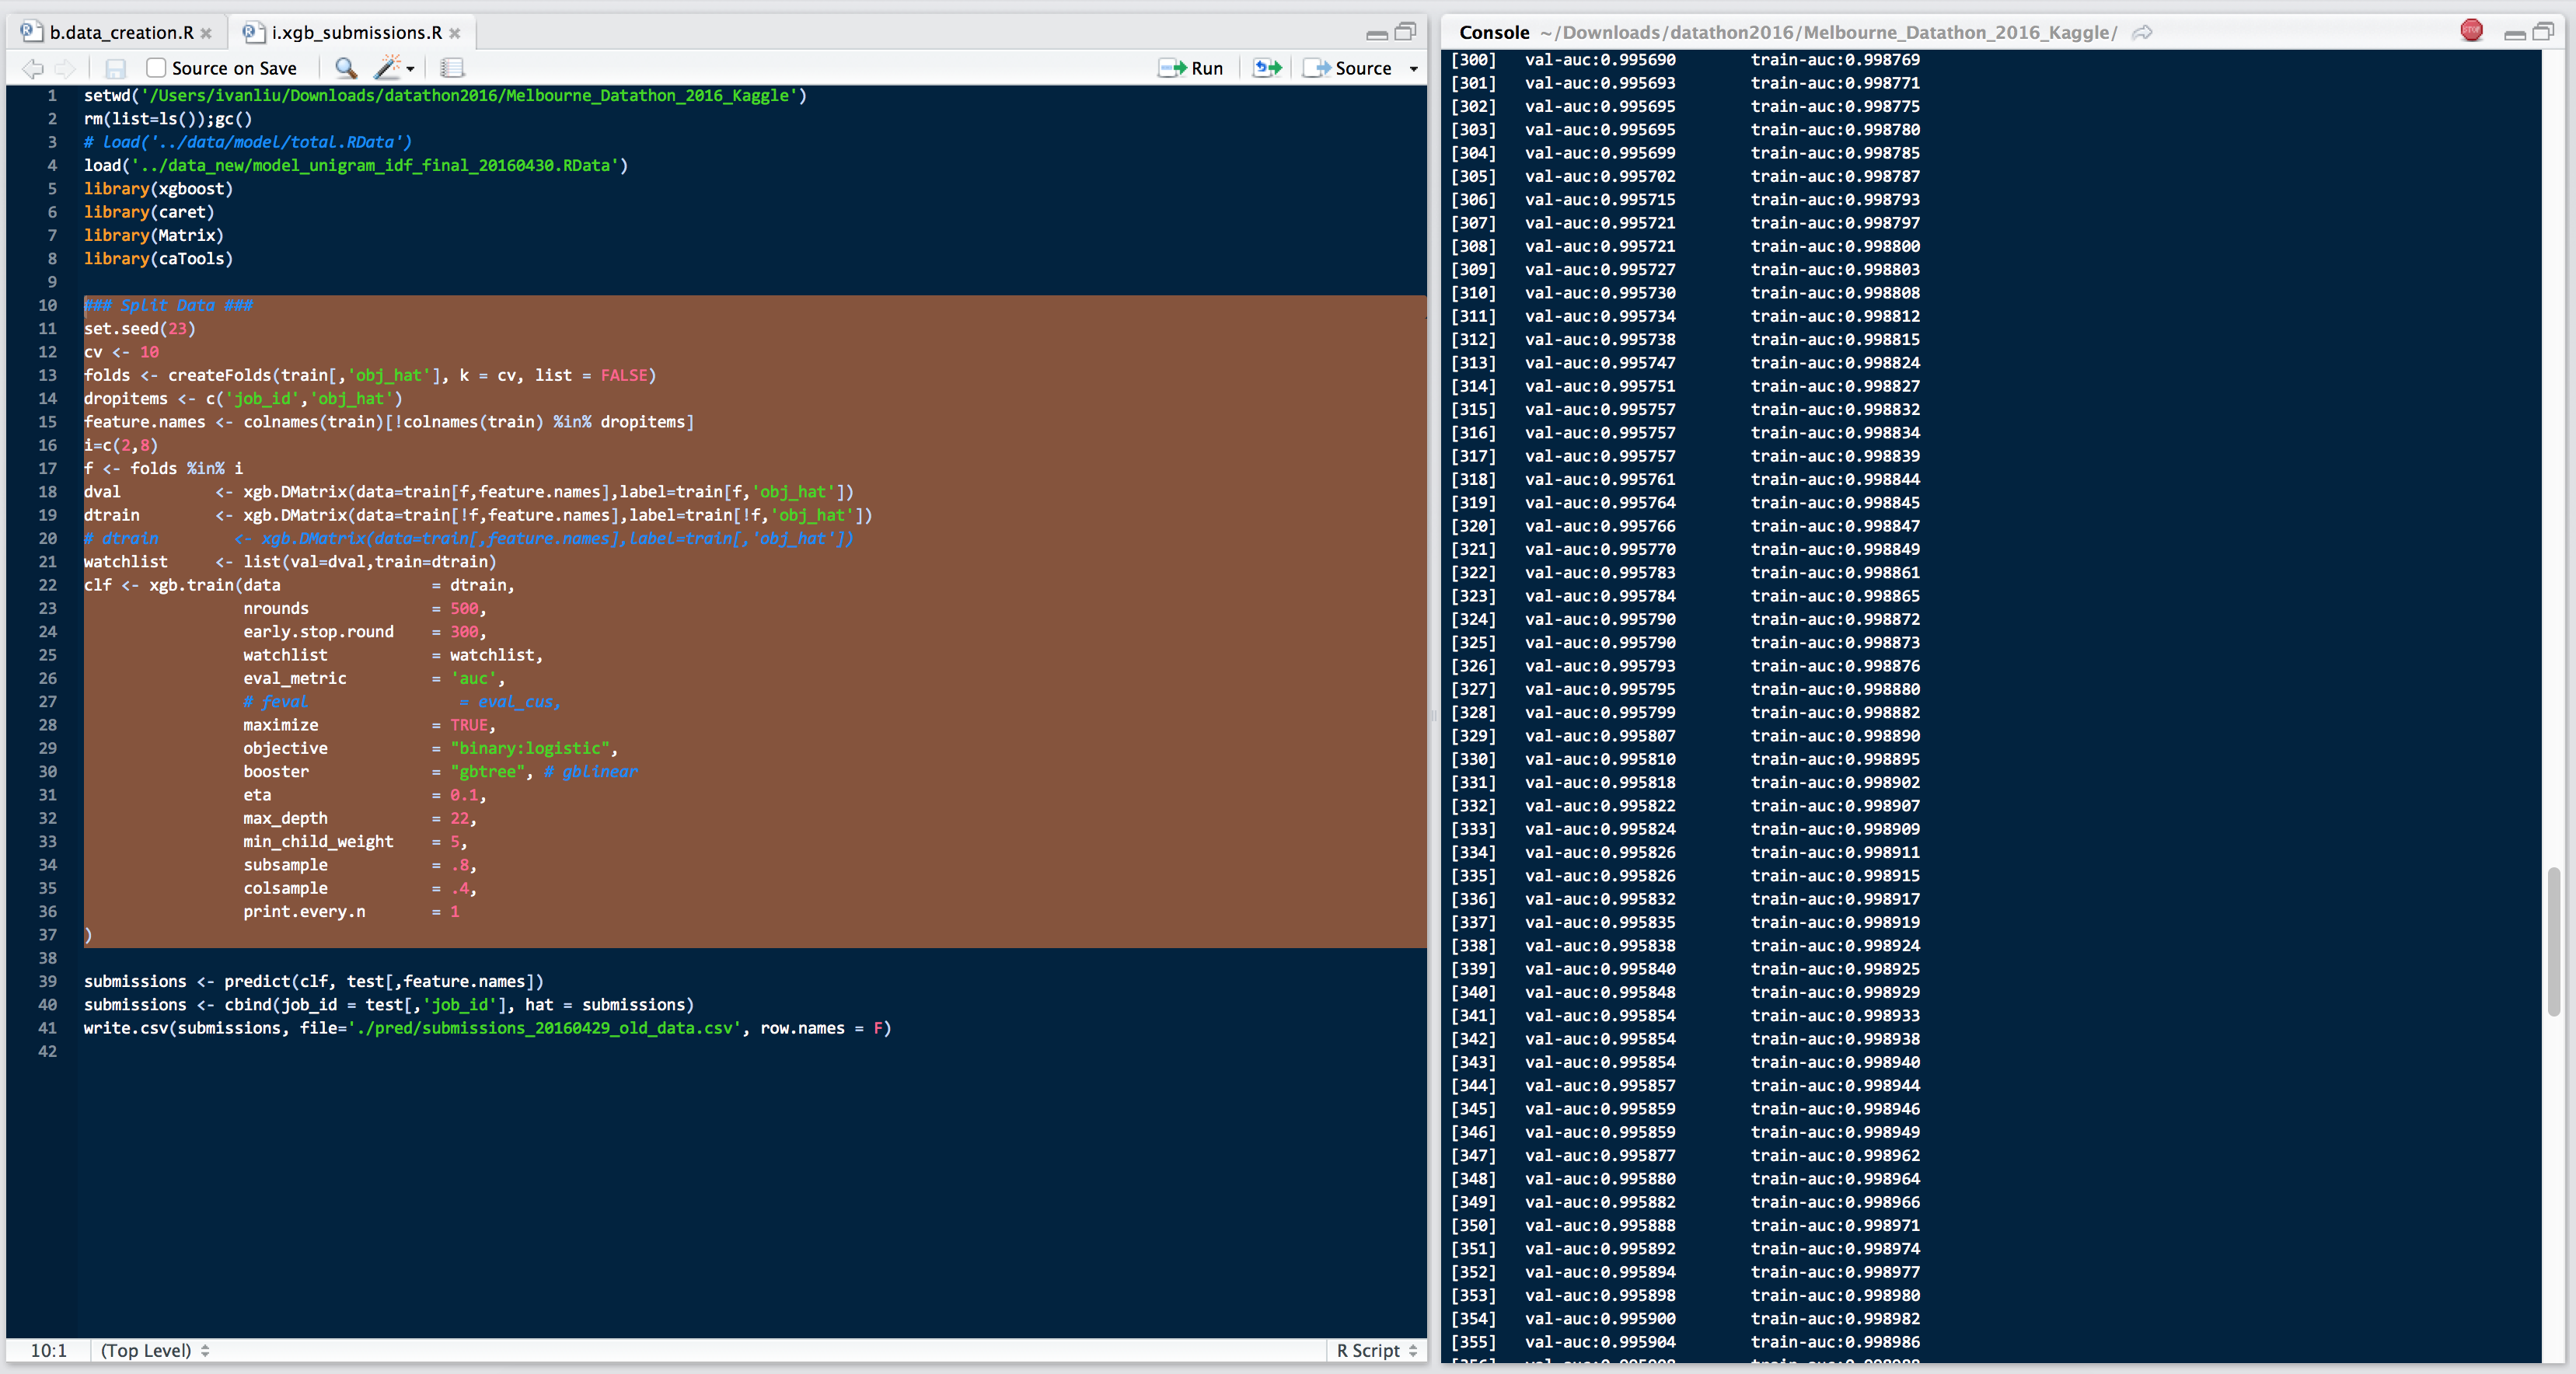 b.data_creation.R
i.xgb_submissions.R
Source on Save
Run
Source
1 setwd('/Users/ivanliu/Downloads/datathon2016/Melbourne_Datathon_2016_Kaggle')
2 rm(list=ls());gc()
3 # load('../data/model/total.RData')
4 load('../data_new/model_unigram_idf_final_20160430.RData')
5 library(xgboost)
6 library(caret)
7 library(Matrix)
8 library(caTools)
9
10 ### Split Data ###
11 set.seed(23)
12 cv <- 10
13 folds <- createFolds(train[,'obj_hat'], k = cv, list = FALSE)
14 dropitems <- c('job_id','obj_hat')
15 feature.names <- colnames(train)[!colnames(train) %in% dropitems]
16 i=c(2,8)
17 f <- folds %in% i
18 dval <- xgb.DMatrix(data=train[f,feature.names],label=train[f,'obj_hat'])
19 dtrain <- xgb.DMatrix(data=train[!f,feature.names],label=train[!f,'obj_hat'])
20 # dtrain <- xgb.DMatrix(data=train[,feature.names],label=train[,'obj_hat'])
21 watchlist <- list(val=dval,train=dtrain)
22 clf <- xgb.train(data = dtrain,
23 nrounds = 500,
24 early.stop.round = 300,
25 watchlist = watchlist,
26 eval_metric = 'auc',
27 # feval = eval_cus,
28 maximize = TRUE,
29 objective = "binary:logistic",
30 booster = "gbtree", # gblinear
31 eta = 0.1,
32 max_depth = 22,
33 min_child_weight = 5,
34 subsample = .8,
35 colsample = .4,
36 print.every.n = 1
37 )
38
39 submissions <- predict(clf, test[,feature.names])
40 submissions <- cbind(job_id = test[,'job_id'], hat = submissions)
41 write.csv(submissions, file='./pred/submissions_20160429_old_data.csv', row.names = F)
42
10:1 (Top Level)
R Script
Console ~/Downloads/datathon2016/Melbourne_Datathon_2016_Kaggle/
STOP
[300] val-auc:0.995690 train-auc:0.998769
[301] val-auc:0.995693 train-auc:0.998771
[302] val-auc:0.995695 train-auc:0.998775
[303] val-auc:0.995695 train-auc:0.998780
[304] val-auc:0.995699 train-auc:0.998785
[305] val-auc:0.995702 train-auc:0.998787
[306] val-auc:0.995715 train-auc:0.998793
[307] val-auc:0.995721 train-auc:0.998797
[308] val-auc:0.995721 train-auc:0.998800
[309] val-auc:0.995727 train-auc:0.998803
[310] val-auc:0.995730 train-auc:0.998808
[311] val-auc:0.995734 train-auc:0.998812
[312] val-auc:0.995738 train-auc:0.998815
[313] val-auc:0.995747 train-auc:0.998824
[314] val-auc:0.995751 train-auc:0.998827
[315] val-auc:0.995757 train-auc:0.998832
[316] val-auc:0.995757 train-auc:0.998834
[317] val-auc:0.995757 train-auc:0.998839
[318] val-auc:0.995761 train-auc:0.998844
[319] val-auc:0.995764 train-auc:0.998845
[320] val-auc:0.995766 train-auc:0.998847
[321] val-auc:0.995770 train-auc:0.998849
[322] val-auc:0.995783 train-auc:0.998861
[323] val-auc:0.995784 train-auc:0.998865
[324] val-auc:0.995790 train-auc:0.998872
[325] val-auc:0.995790 train-auc:0.998873
[326] val-auc:0.995793 train-auc:0.998876
[327] val-auc:0.995795 train-auc:0.998880
[328] val-auc:0.995799 train-auc:0.998882
[329] val-auc:0.995807 train-auc:0.998890
[330] val-auc:0.995810 train-auc:0.998895
[331] val-auc:0.995818 train-auc:0.998902
[332] val-auc:0.995822 train-auc:0.998907
[333] val-auc:0.995824 train-auc:0.998909
[334] val-auc:0.995826 train-auc:0.998911
[335] val-auc:0.995826 train-auc:0.998915
[336] val-auc:0.995832 train-auc:0.998917
[337] val-auc:0.995835 train-auc:0.998919
[338] val-auc:0.995838 train-auc:0.998924
[339] val-auc:0.995840 train-auc:0.998925
[340] val-auc:0.995848 train-auc:0.998929
[341] val-auc:0.995854 train-auc:0.998933
[342] val-auc:0.995854 train-auc:0.998938
[343] val-auc:0.995854 train-auc:0.998940
[344] val-auc:0.995857 train-auc:0.998944
[345] val-auc:0.995859 train-auc:0.998946
[346] val-auc:0.995859 train-auc:0.998949
[347] val-auc:0.995877 train-auc:0.998962
[348] val-auc:0.995880 train-auc:0.998964
[349] val-auc:0.995882 train-auc:0.998966
[350] val-auc:0.995888 train-auc:0.998971
[351] val-auc:0.995892 train-auc:0.998974
[352] val-auc:0.995894 train-auc:0.998977
[353] val-auc:0.995898 train-auc:0.998980
[354] val-auc:0.995900 train-auc:0.998982
[355] val-auc:0.995904 train-auc:0.998986